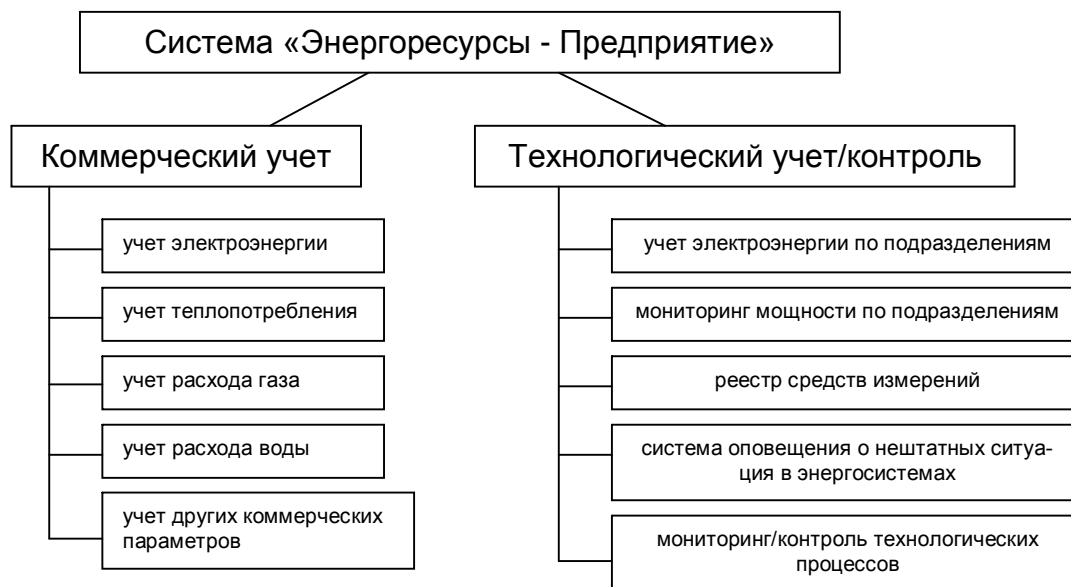 Система «Энергоресурсы - Предприятие»
Коммерческий учет
учет электроэнергии
учет теплопотребления
учет расхода газа
учет расхода воды
учет других коммерческих
параметров
Технологический учет/контроль
учет электроэнергии по подразделениям
мониторинг мощности по подразделениям
реестр средств измерений
система оповещения о нештатных ситуа-
ция в энергосистемах
мониторинг/контроль технологических
процессов